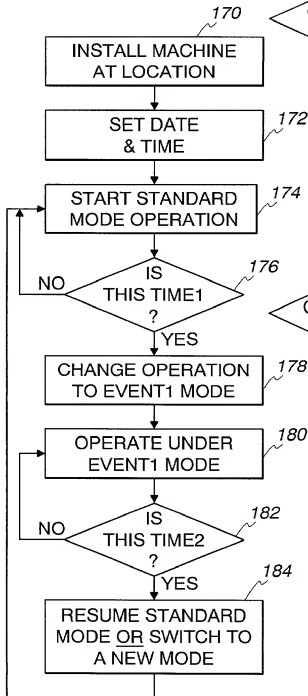 170
INSTALL MACHINE
AT LOCATION
172
SET DATE
& TIME
174
START STANDARD
MODE OPERATION
176
IS
THIS TIME1
?
NO
YES
178
CHANGE OPERATION
TO EVENT1 MODE
180
OPERATE UNDER
EVENT1 MODE
182
IS
THIS TIME2
?
NO
YES
184
RESUME STANDARD
MODE OR SWITCH TO
A NEW MODE